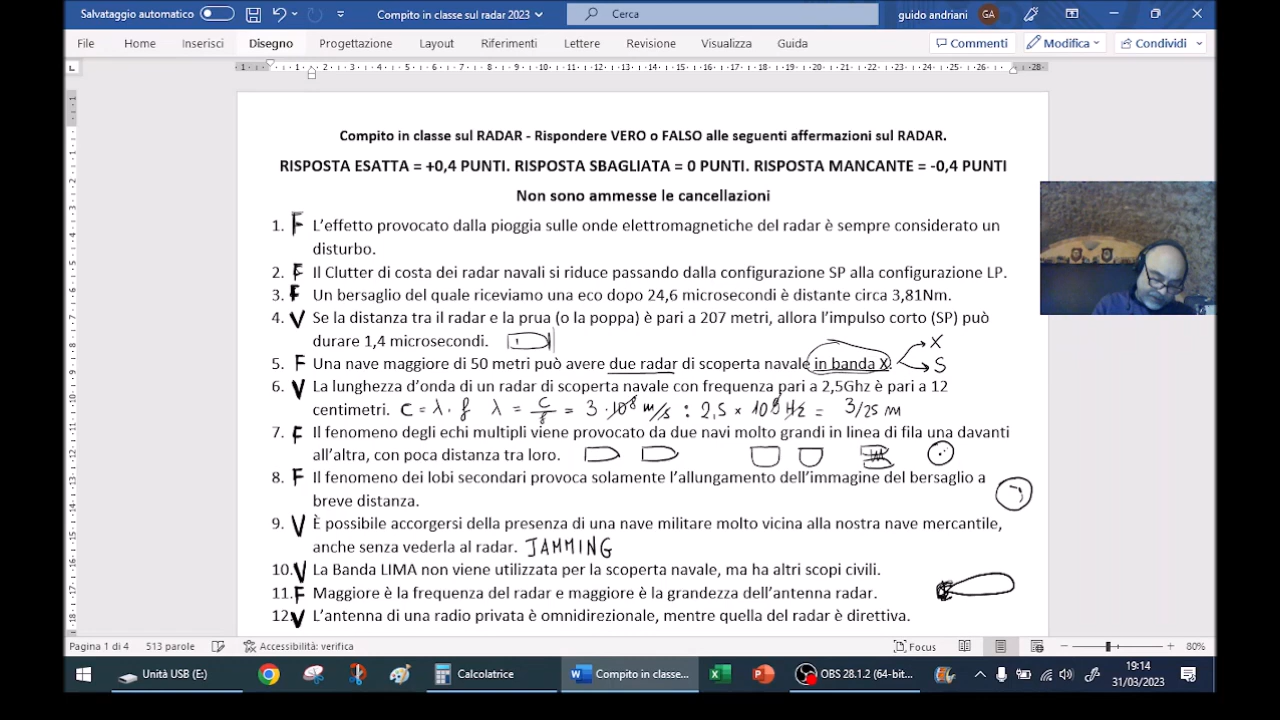 Salvataggio automatico
Compito in classe sul radar 2023
Cerca
guido andriani
GA
File Home Inserisci Disegno Progettazione Layout Riferimenti Lettere Revisione Visualizza Guida Commenti Modifica Condividi
Compito in classe sul RADAR - Rispondere VERO o FALSO alle seguenti affermazioni sul RADAR.
RISPOSTA ESATTA = +0,4 PUNTI. RISPOSTA SBAGLIATA = 0 PUNTI. RISPOSTA MANCANTE = -0,4 PUNTI
Non sono ammesse le cancellazioni
1. F L’effetto provocato dalla pioggia sulle onde elettromagnetiche del radar è sempre considerato un
disturbo.
2. F Il Clutter di costa dei radar navali si riduce passando dalla configurazione SP alla configurazione LP.
3. F Un bersaglio del quale riceviamo una eco dopo 24,6 microsecondi è distante circa 3,81Nm.
4. V Se la distanza tra il radar e la prua (o la poppa) è pari a 207 metri, allora l’impulso corto (SP) può
durare 1,4 microsecondi.
5. F Una nave maggiore di 50 metri può avere due radar di scoperta navale in banda X. X
S
6. V La lunghezza d’onda di un radar di scoperta navale con frequenza pari a 2,5Ghz è pari a 12
centimetri. C = λ · f λ = C/f = 3 · 10⁸ m/s : 2,5 × 10⁸ Hz = 3/25 m
7. F Il fenomeno degli echi multipli viene provocato da due navi molto grandi in linea di fila una davanti
all’altra, con poca distanza tra loro.
8. F Il fenomeno dei lobi secondari provoca solamente l’allungamento dell’immagine del bersaglio a
breve distanza.
9. V È possibile accorgersi della presenza di una nave militare molto vicina alla nostra nave mercantile,
anche senza vederla al radar. JAMMING
10. V La Banda LIMA non viene utilizzata per la scoperta navale, ma ha altri scopi civili.
11. F Maggiore è la frequenza del radar e maggiore è la grandezza dell’antenna radar.
12. V L’antenna di una radio privata è omnidirezionale, mentre quella del radar è direttiva.
Pagina 1 di 4 513 parole Accessibilità: verifica Focus 80%
Unità USB (E:) Calcolatrice Compito in classe... OBS 28.1.2 (64-bit...
19:14
31/03/2023